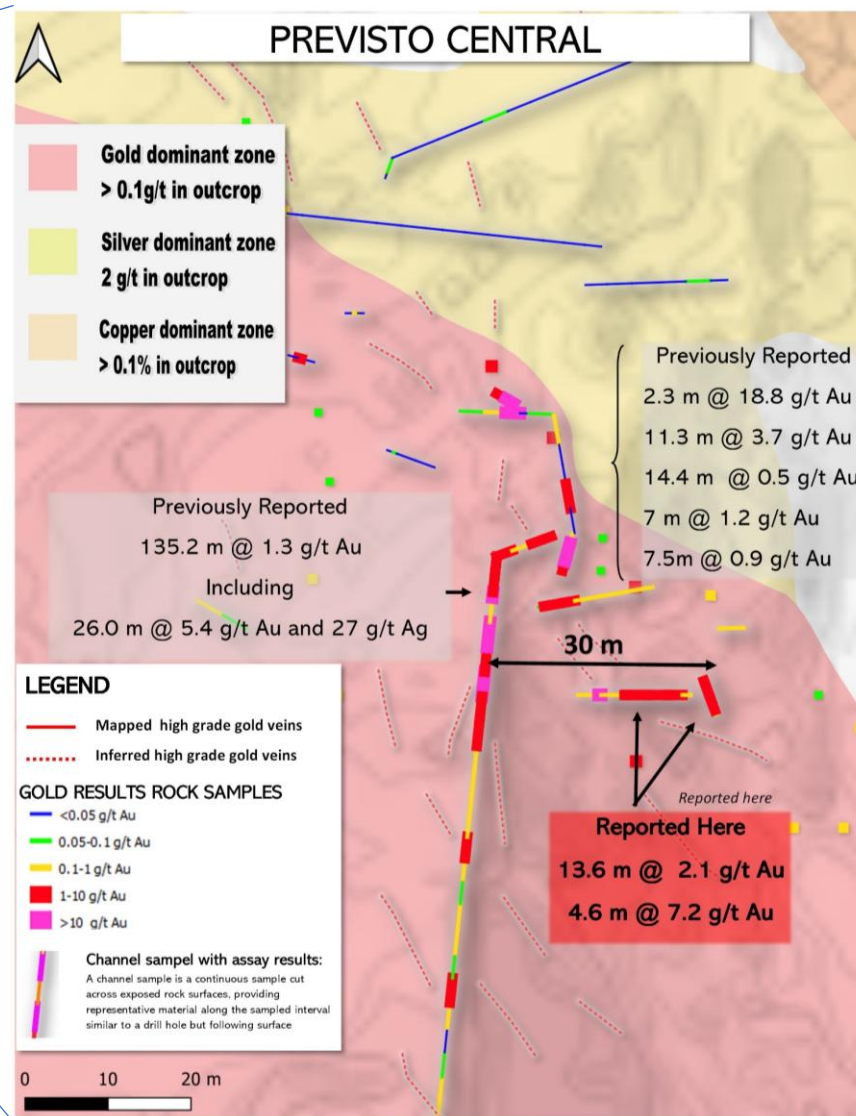 PREVISTO CENTRAL
Gold dominant zone
> 0.1g/t in outcrop
Silver dominant zone
2 g/t in outcrop
Copper dominant zone
> 0.1% in outcrop
Previously Reported
2.3 m @ 18.8 g/t Au
11.3 m @ 3.7 g/t Au
14.4 m @ 0.5 g/t Au
7 m @ 1.2 g/t Au
7.5m @ 0.9 g/t Au
Previously Reported
135.2 m @ 1.3 g/t Au
Including
26.0 m @ 5.4 g/t Au and 27 g/t Ag
30 m
Reported here
Reported Here
13.6 m @ 2.1 g/t Au
4.6 m @ 7.2 g/t Au
LEGEND
Mapped high grade gold veins
Inferred high grade gold veins
GOLD RESULTS ROCK SAMPLES
<0.05 g/t Au
0.05-0.1 g/t Au
0.1-1 g/t Au
1-10 g/t Au
>10 g/t Au
Channel sampel with assay results:
A channel sample is a continuous sample cut
across exposed rock surfaces, providing
representative material along the sampled interval
similar to a drill hole but following surface
0 10 20 m